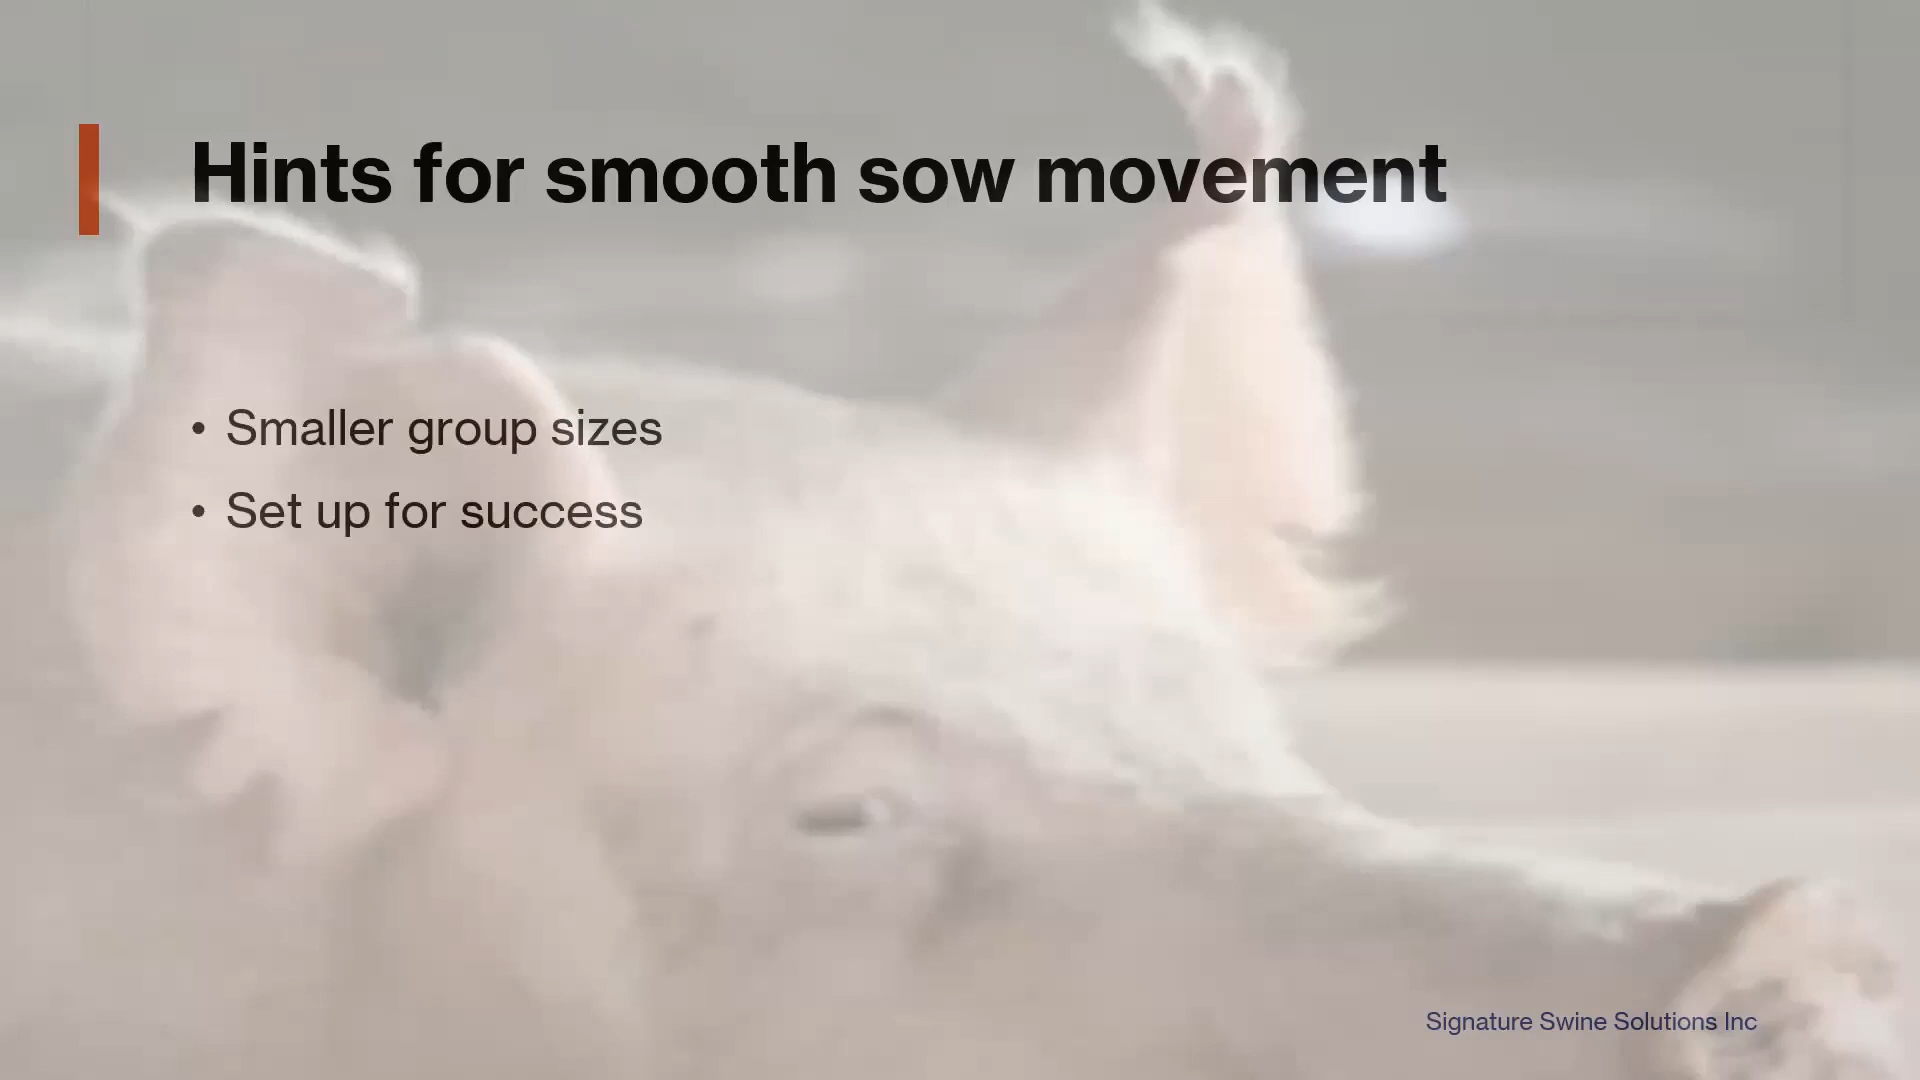 Hints for smooth sow movement
• Smaller group sizes
• Set up for success
Signature Swine Solutions Inc